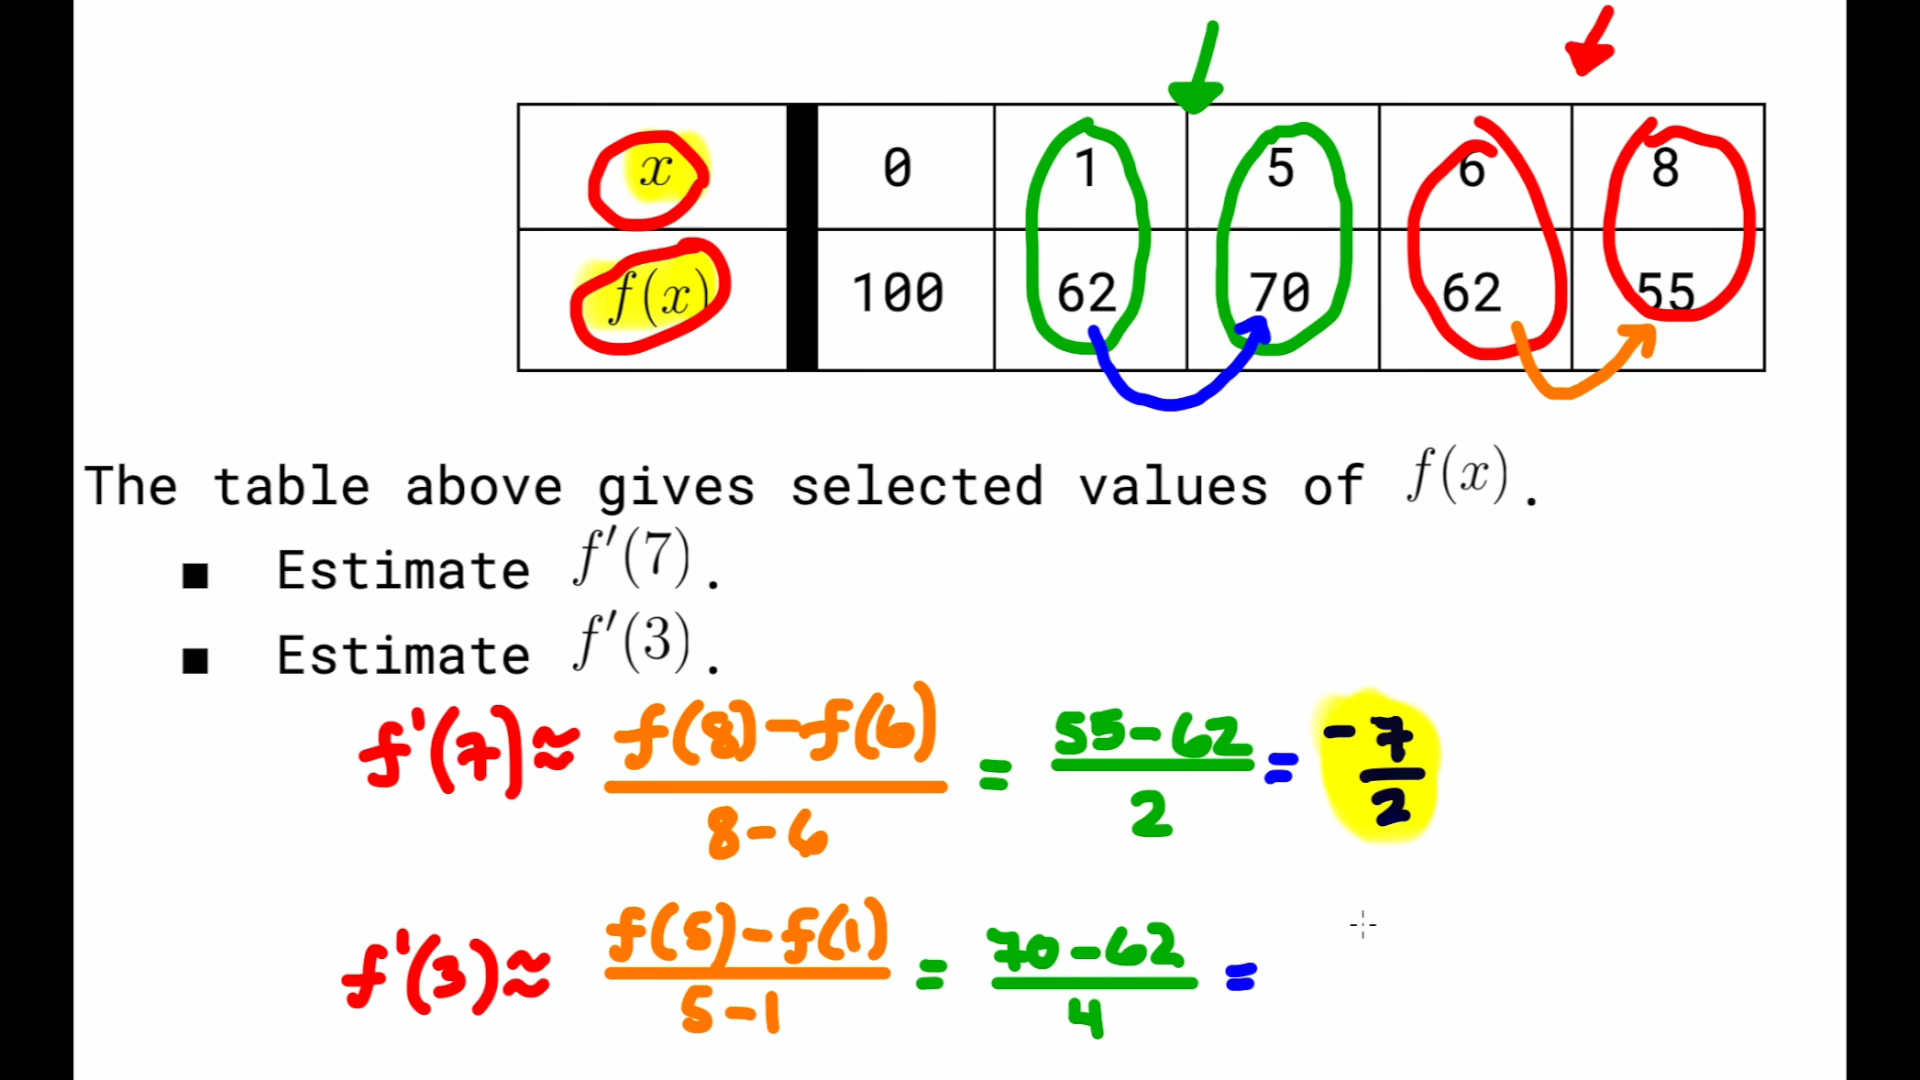 x 0 1 5 6 8
f(x) 100 62 70 62 55
The table above gives selected values of f(x).
■ Estimate f′(7).
■ Estimate f′(3).
f'(7) ≈ f(8)-f(6) / 8-6 = 55-62 / 2 = -7/2
f'(3) ≈ f(5)-f(1) / 5-1 = 70-62 / 4 =